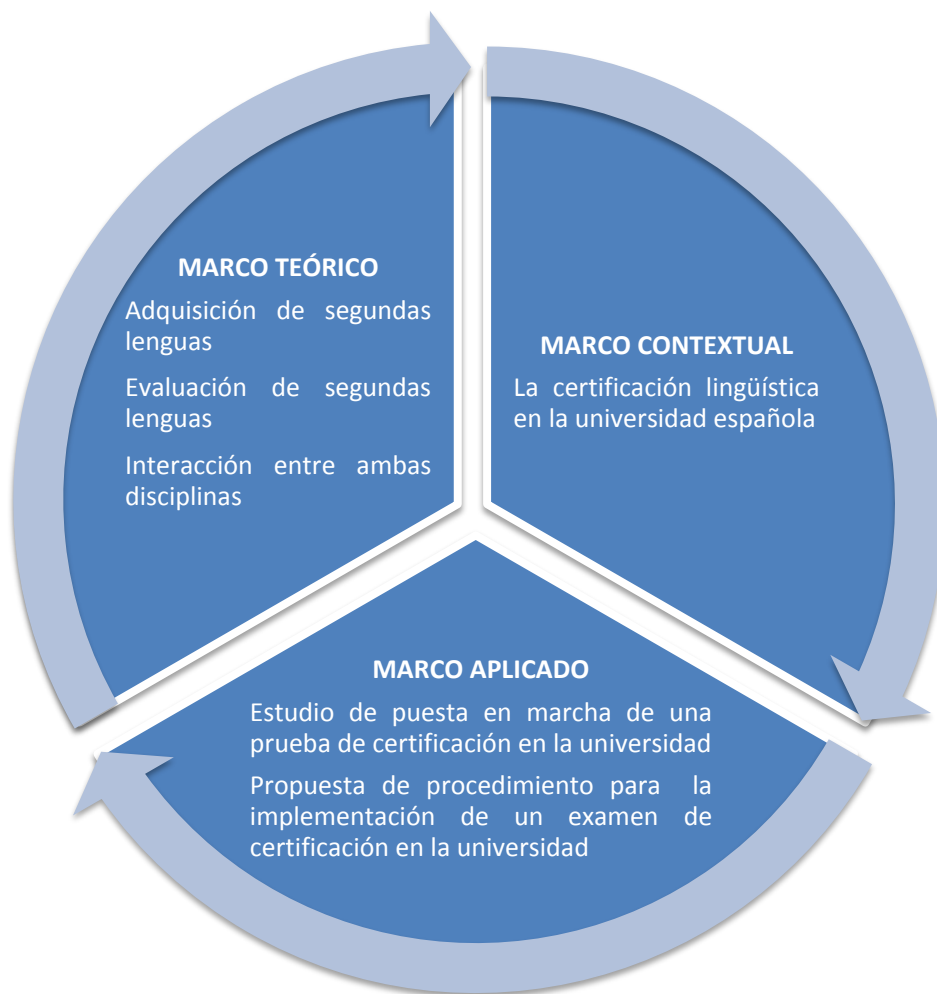 MARCO TEÓRICO
Adquisición de segundas
lenguas
Evaluación de segundas
lenguas
Interacción entre ambas
disciplinas
MARCO CONTEXTUAL
La certificación lingüística
en la universidad española
MARCO APLICADO
Estudio de puesta en marcha de una
prueba de certificación en la universidad
Propuesta de procedimiento para la
implementación de un examen de
certificación en la universidad